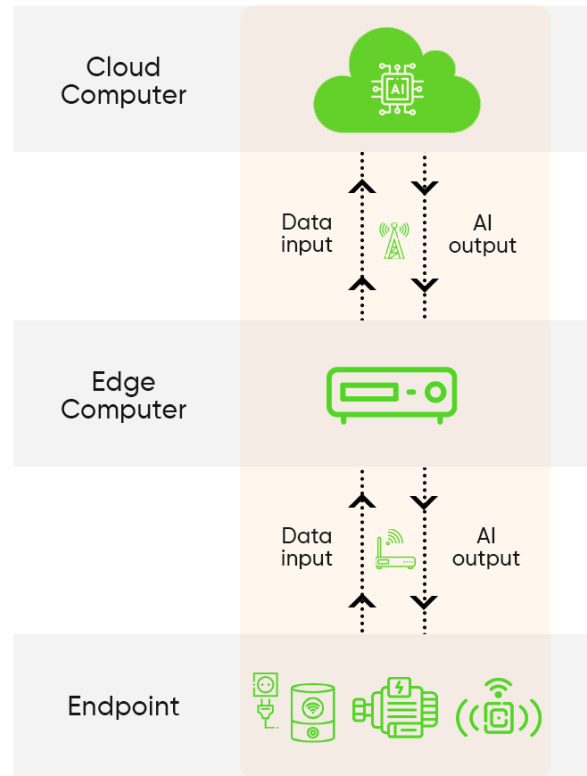 Cloud
Computer
AI
Data
input
AI
output
Edge
Computer
Data
input
AI
output
Endpoint